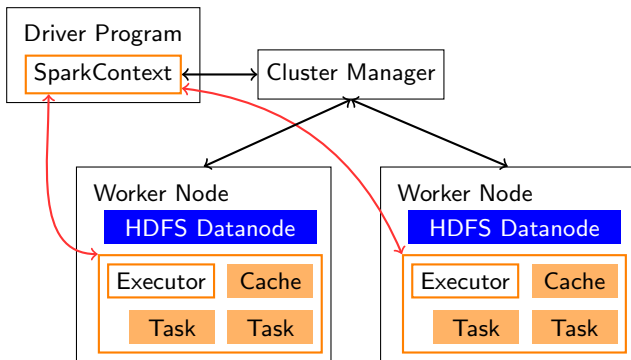 Driver Program
SparkContext
Cluster Manager
Worker Node
HDFS Datanode
Executor
Cache
Task
Task
Worker Node
HDFS Datanode
Executor
Cache
Task
Task